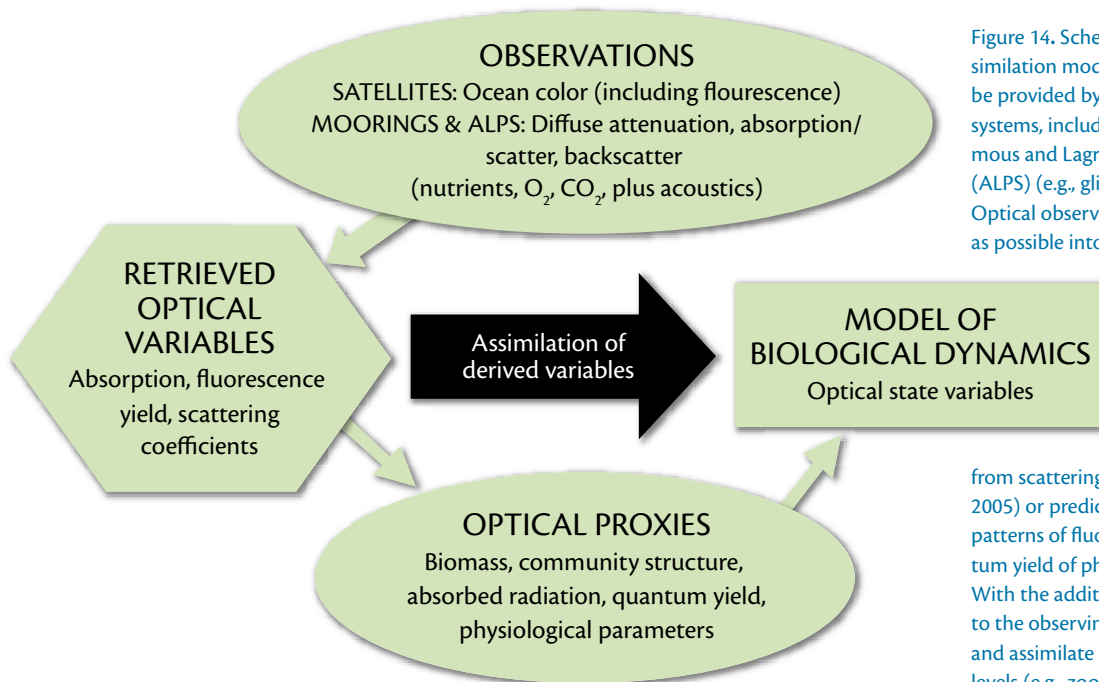 OBSERVATIONS
SATELLITES: Ocean color (including flourescence)
MOORINGS & ALPS: Diffuse attenuation, absorption/
scatter, backscatter
(nutrients, O₂, CO₂, plus acoustics)
RETRIEVED
OPTICAL
VARIABLES
Absorption, fluorescence
yield, scattering
coefficients
Assimilation of
derived variables
MODEL OF
BIOLOGICAL DYNAMICS
Optical state variables
OPTICAL PROXIES
Biomass, community structure,
absorbed radiation, quantum yield,
physiological parameters
Figure 14. Sche
similation mod
be provided by
systems, includ
mous and Lagr
(ALPS) (e.g., gli
Optical observ
as possible into
from scattering
2005) or predic
patterns of fluo
tum yield of ph
With the addit
to the observin
and assimilate